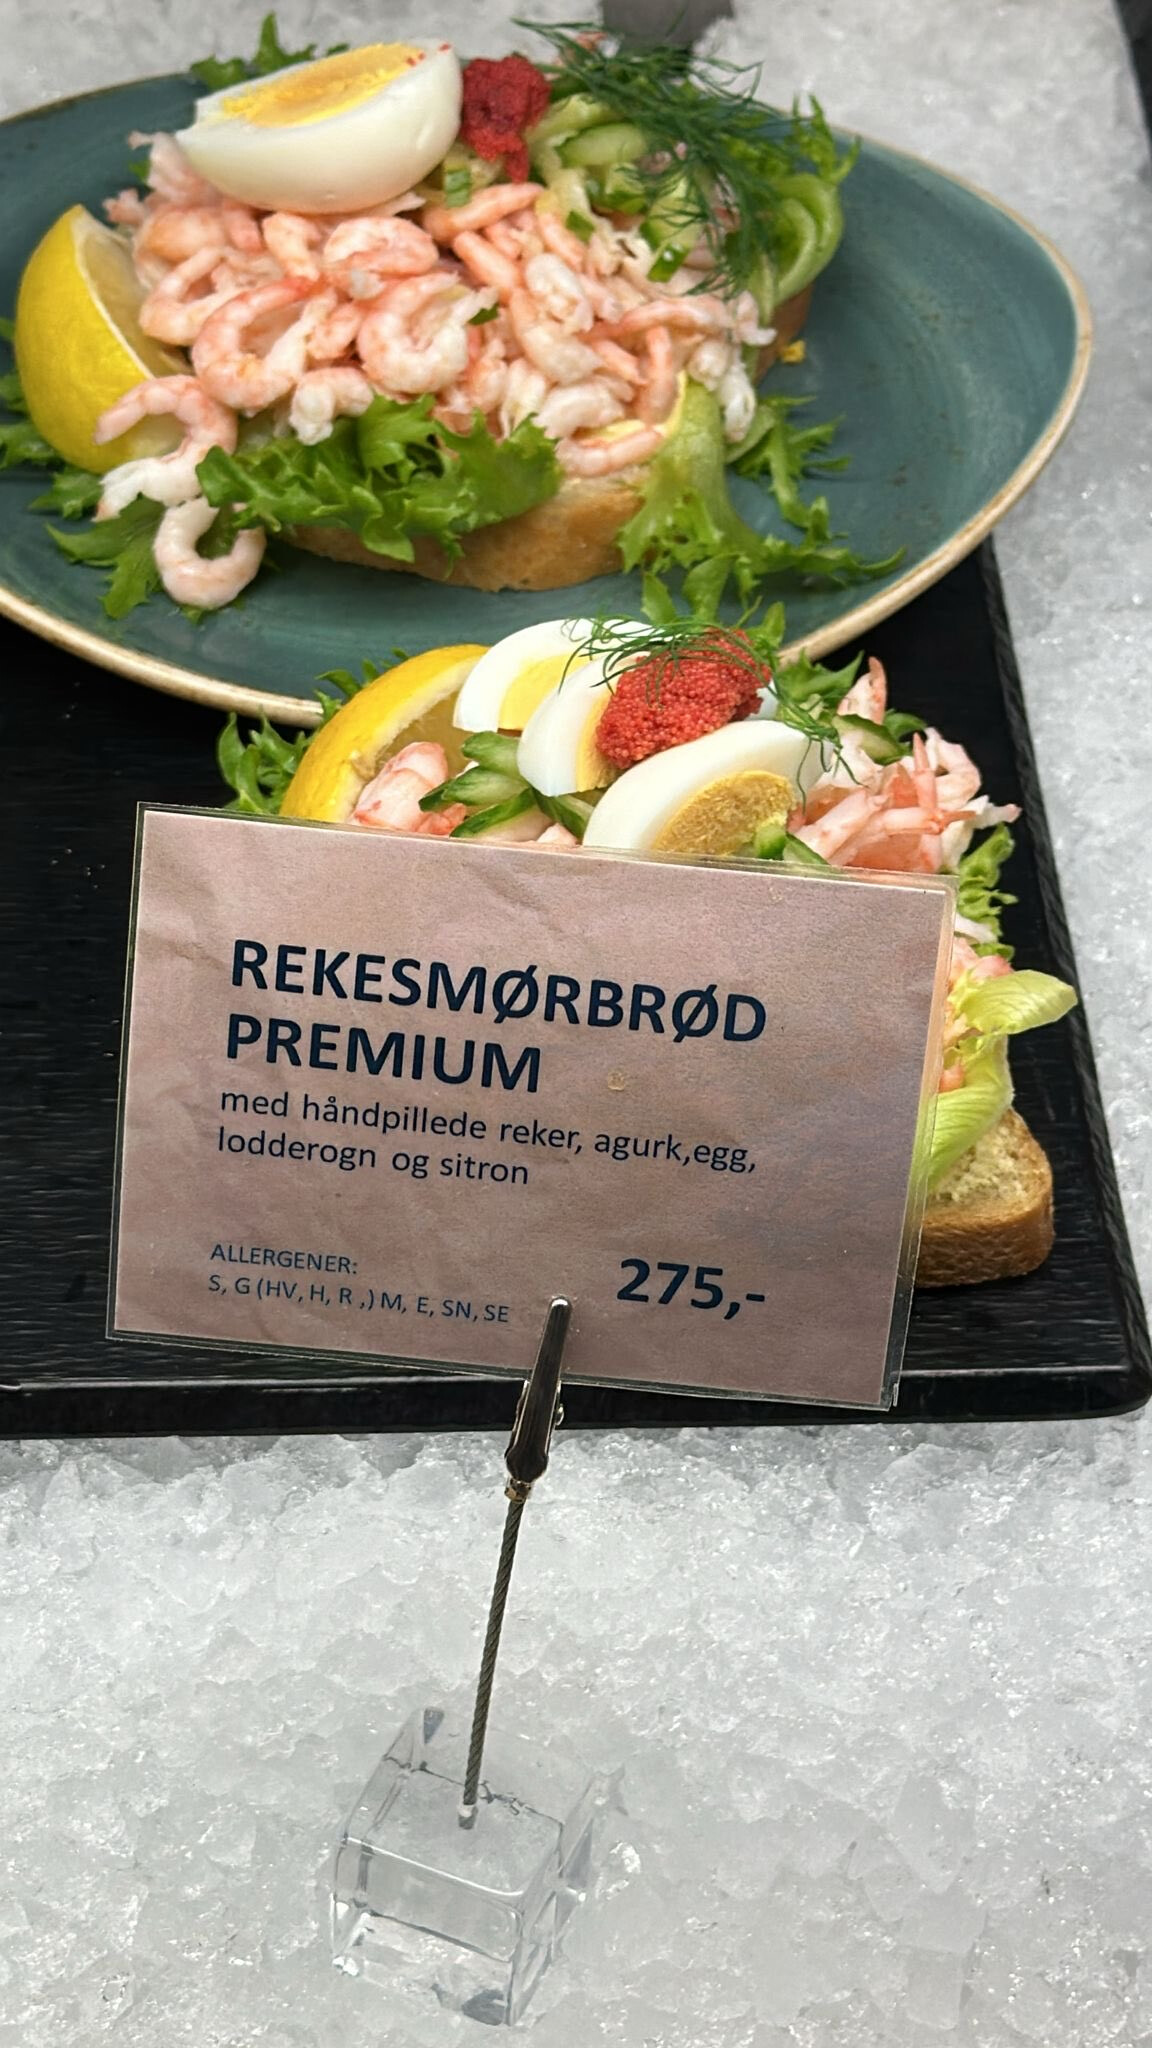 REKESMØRBRØD
PREMIUM
med håndpillede reker, agurk,egg,
lodderogn og sitron
ALLERGENER:
S, G (HV, H, R ,) M, E, SN, SE
275,-